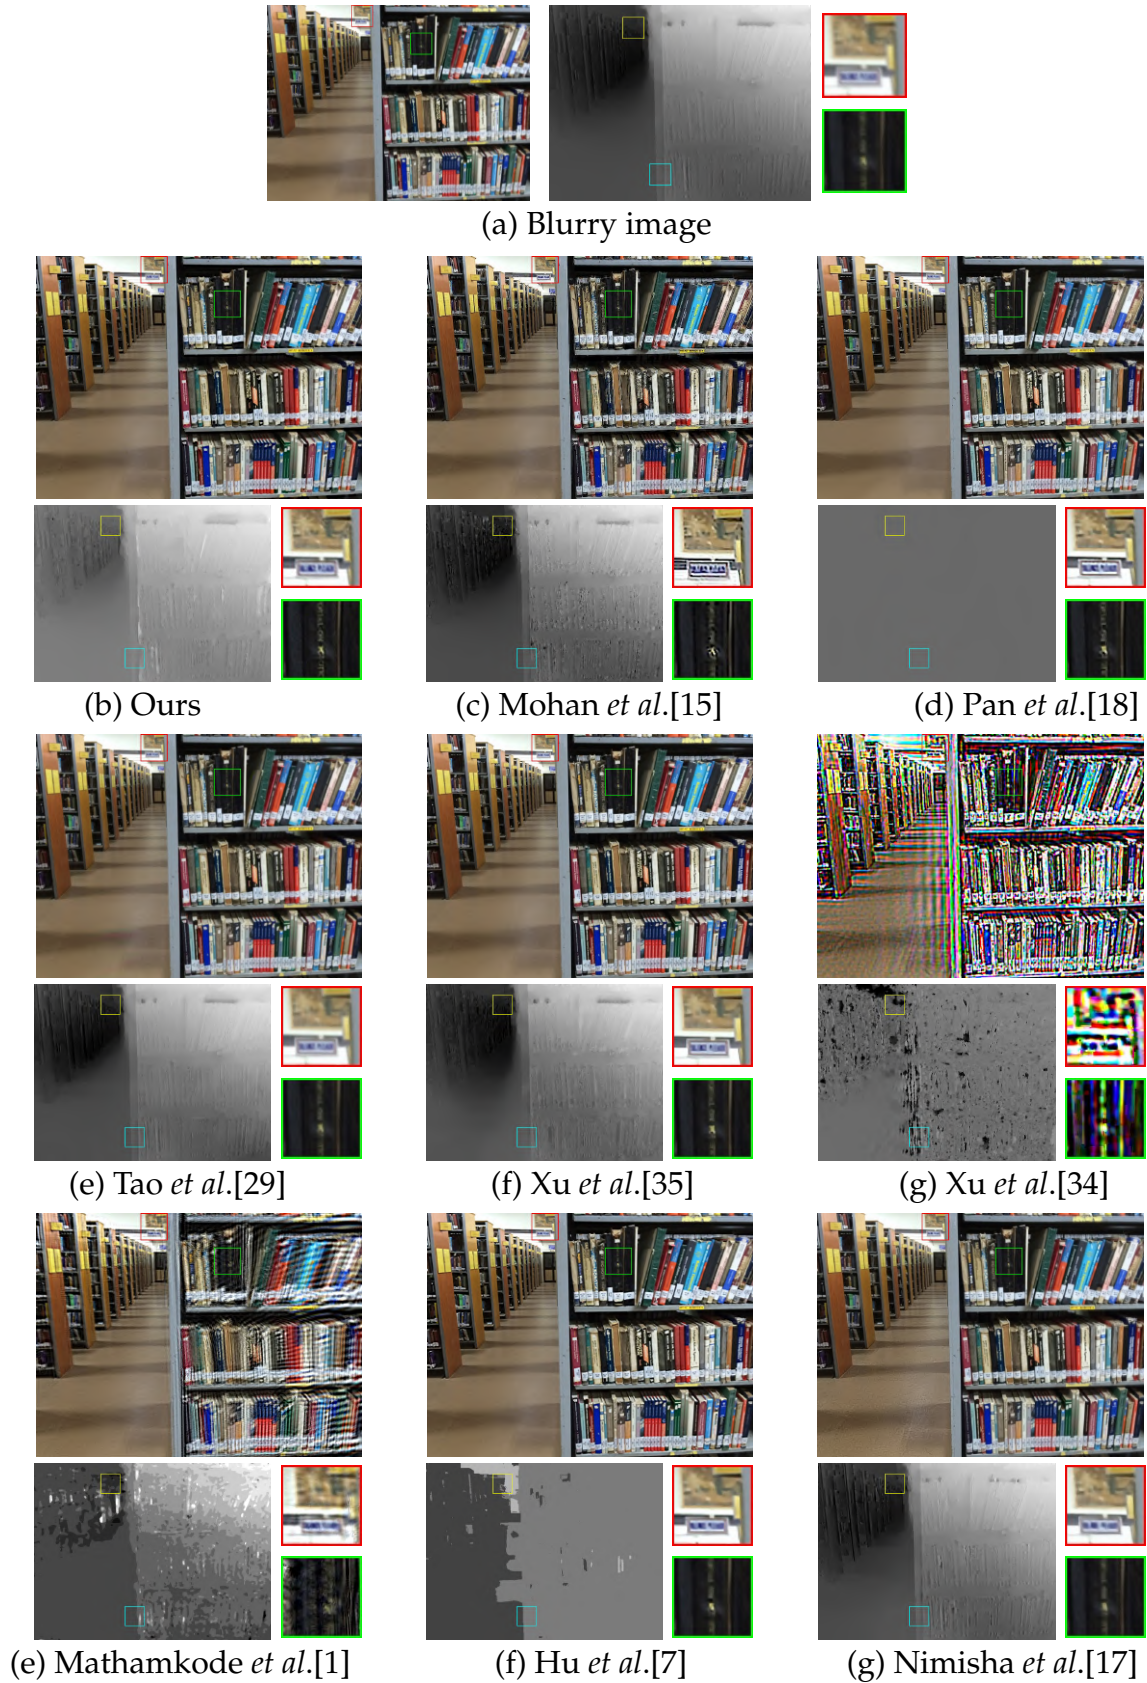 (a) Blurry image
(b) Ours
(c) Mohan et al.[15]
(d) Pan et al.[18]
(e) Tao et al.[29]
(f) Xu et al.[35]
(g) Xu et al.[34]
(e) Mathamkode et al.[1]
(f) Hu et al.[7]
(g) Nimisha et al.[17]